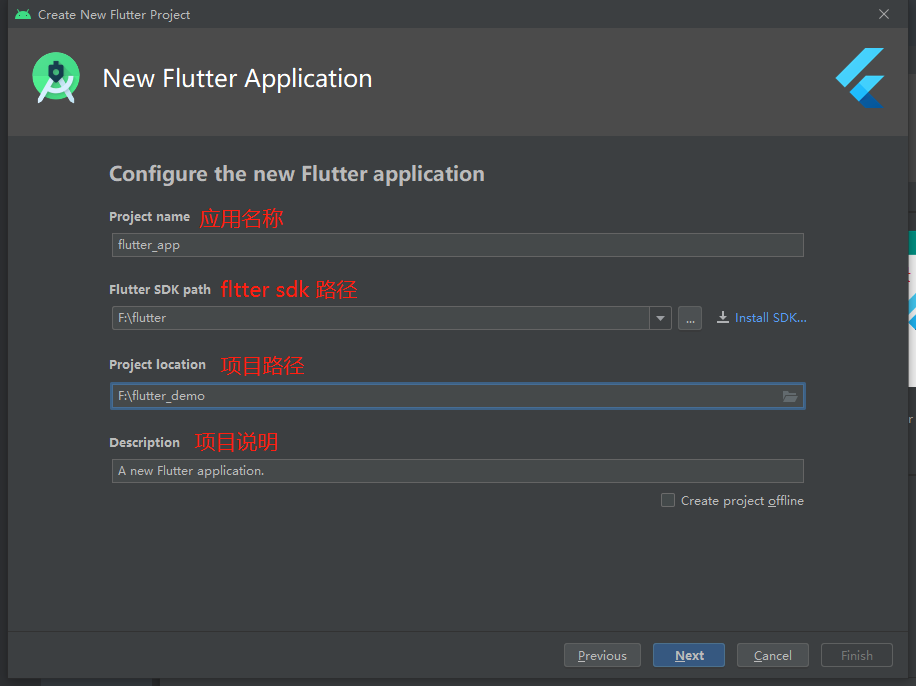 Create New Flutter Project
New Flutter Application
Configure the new Flutter application
Project name 应用名称
flutter_app
Flutter SDK path fltter sdk 路径
F:\flutter ... Install SDK...
Project location 项目路径
F:\flutter_demo
Description 项目说明
A new Flutter application.
Create project offline
Previous Next Cancel Finish